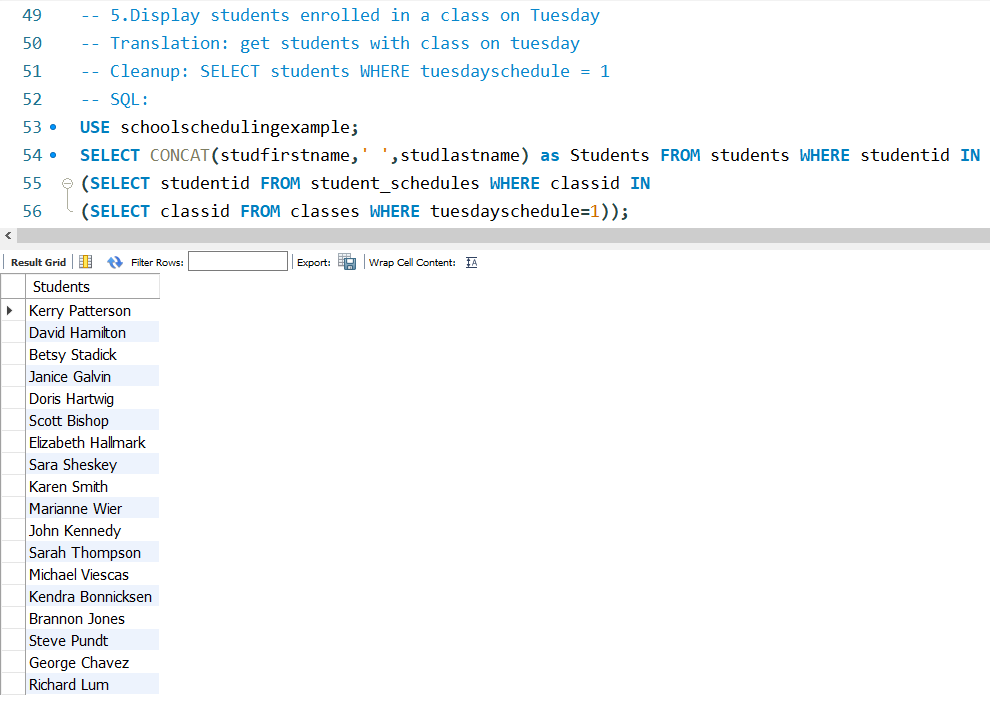 49 -- 5.Display students enrolled in a class on Tuesday
50 -- Translation: get students with class on tuesday
51 -- Cleanup: SELECT students WHERE tuesdayschedule = 1
52 -- SQL:
53 USE schoolschedulingexample;
54 SELECT CONCAT(studfirstname,' ',studlastname) as Students FROM students WHERE studentid IN
55 (SELECT studentid FROM student_schedules WHERE classid IN
56 (SELECT classid FROM classes WHERE tuesdayschedule=1));
Result Grid Filter Rows: Export: Wrap Cell Content: IA
Students
Kerry Patterson
David Hamilton
Betsy Stadick
Janice Galvin
Doris Hartwig
Scott Bishop
Elizabeth Hallmark
Sara Sheskey
Karen Smith
Marianne Wier
John Kennedy
Sarah Thompson
Michael Viescas
Kendra Bonnicksen
Brannon Jones
Steve Pundt
George Chavez
Richard Lum